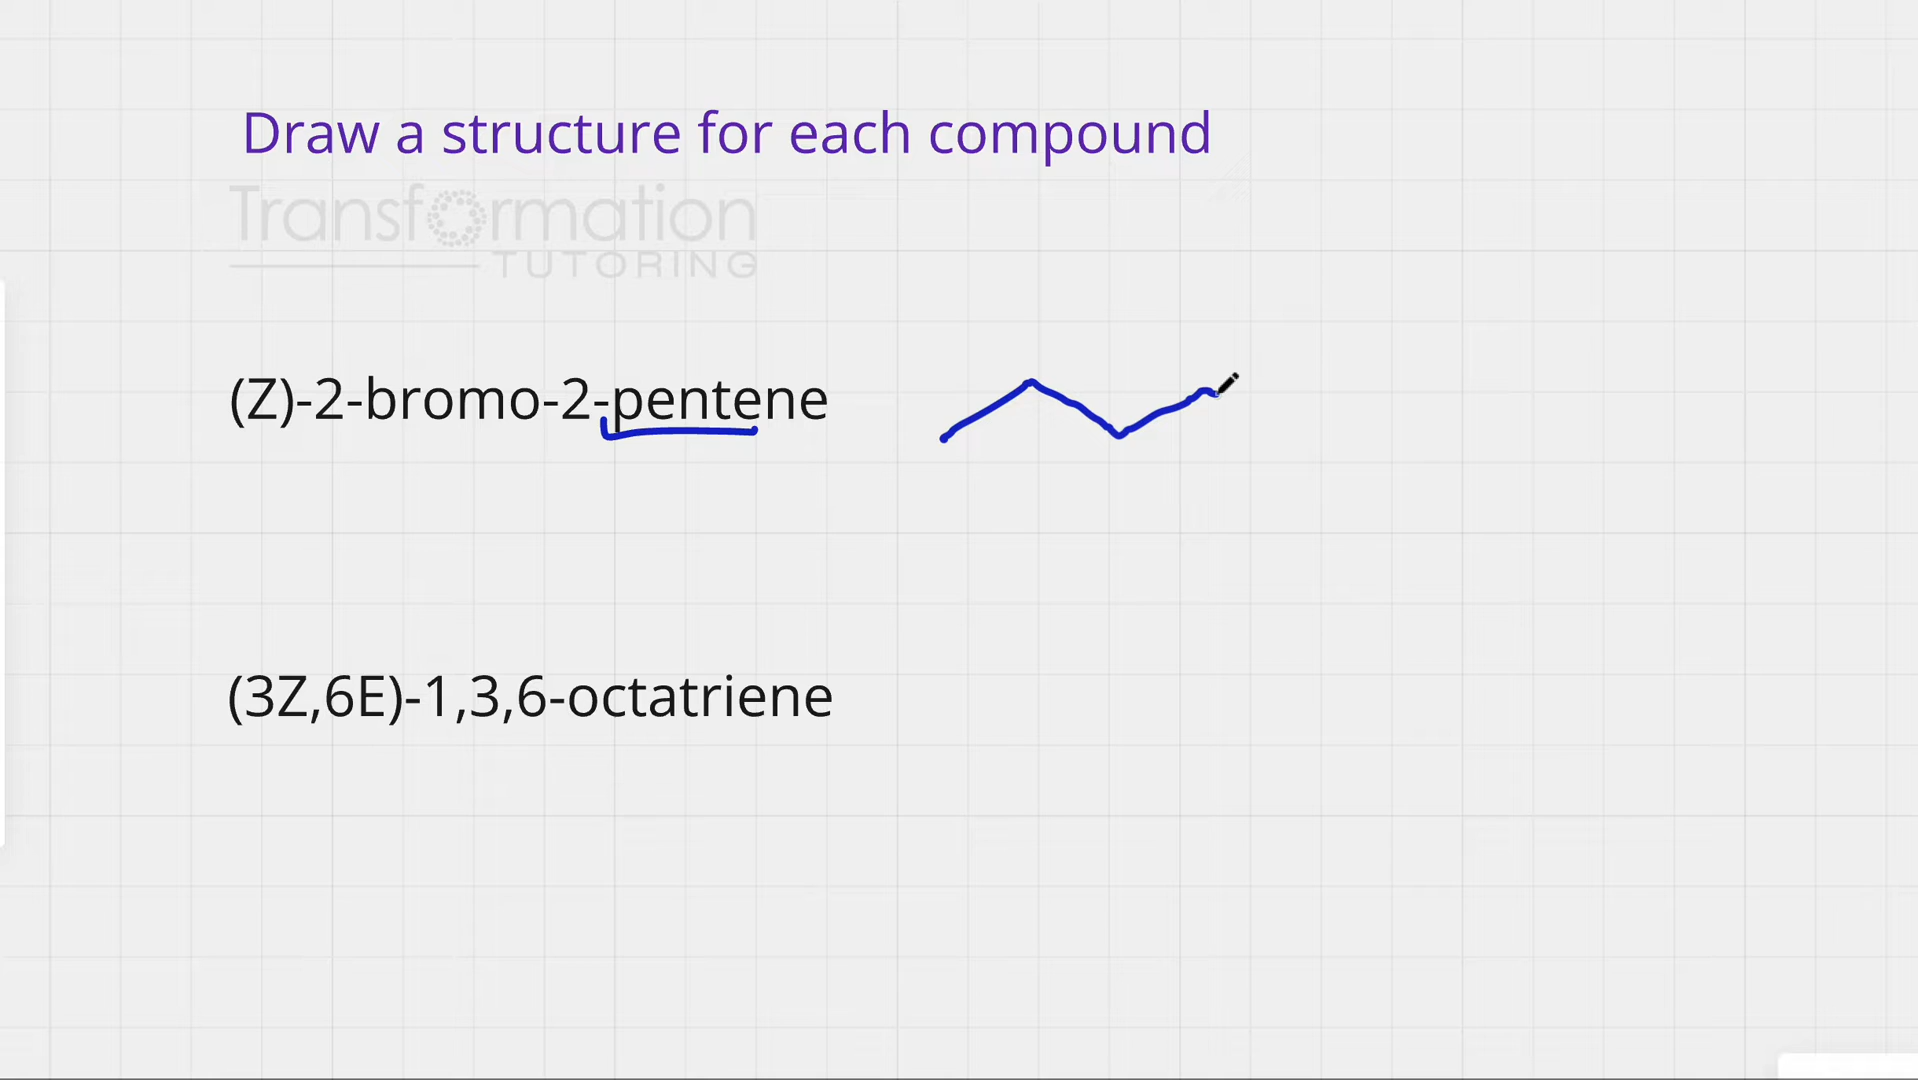 Draw a structure for each compound
Transformation
TUTORING
(Z)-2-bromo-2-pentene
(3Z,6E)-1,3,6-octatriene